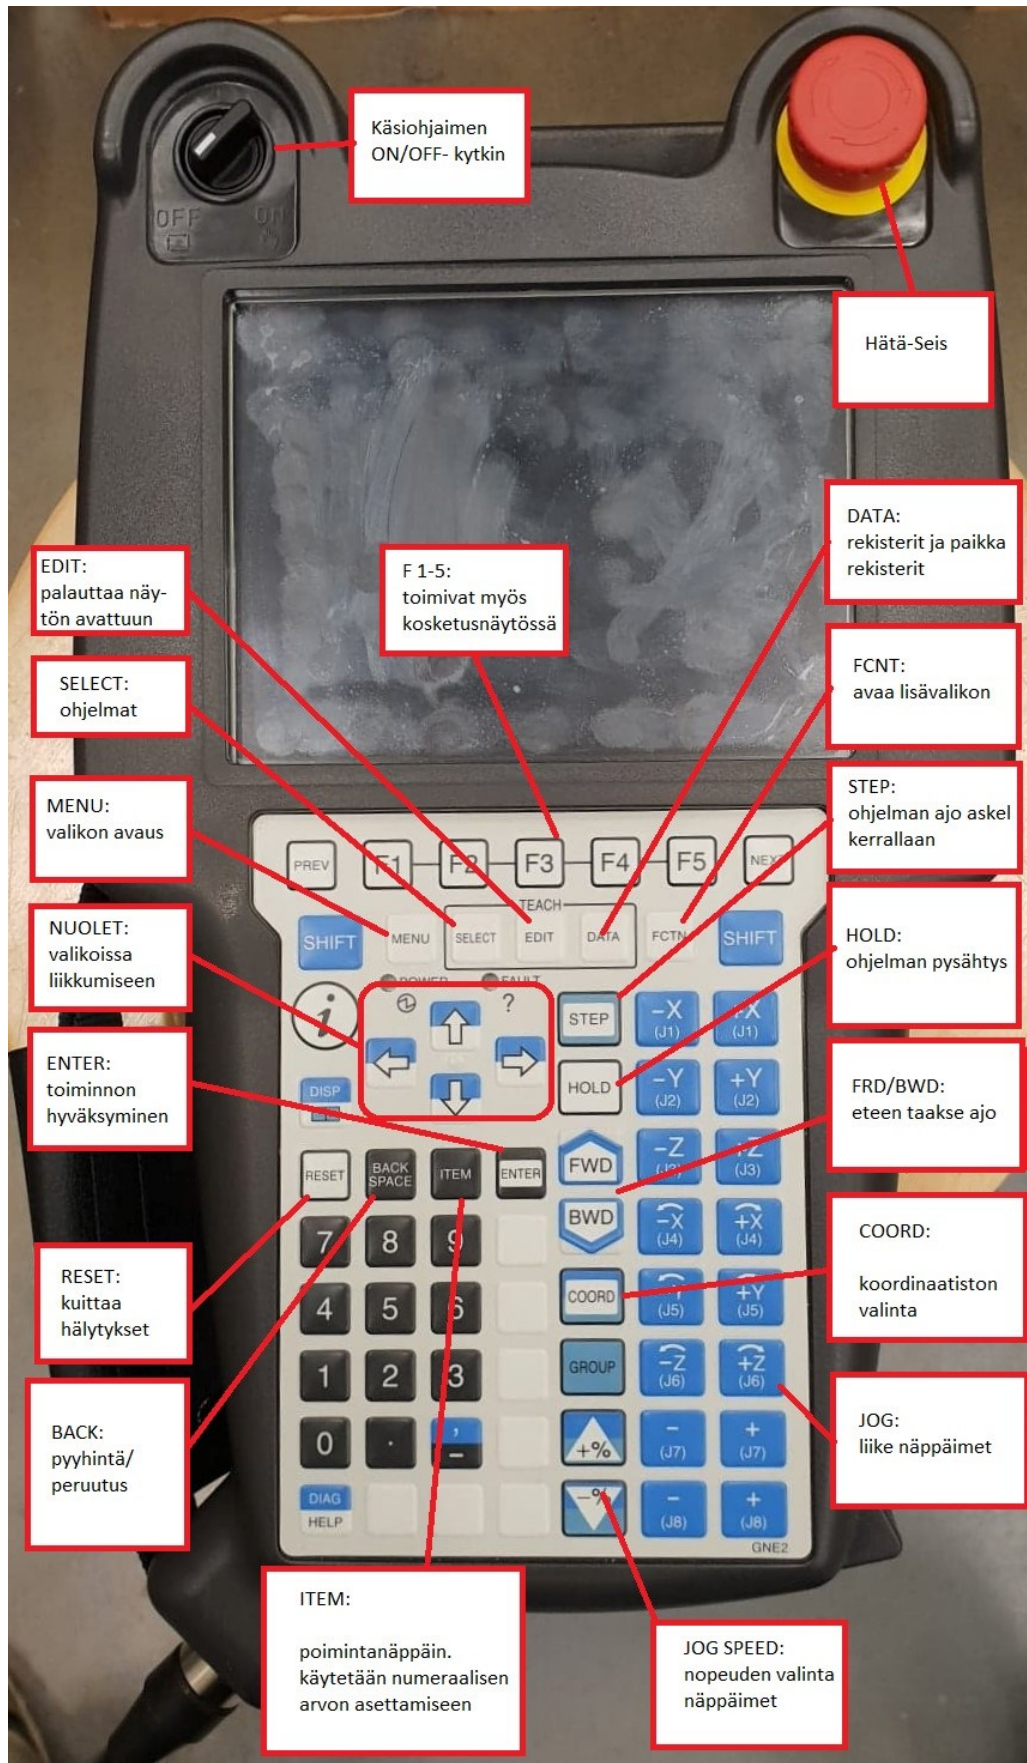 Käsiohjaimen
ON/OFF- kytkin
OFF
ON
Hätä-Seis
DATA:
rekisterit ja paikka
rekisterit
EDIT:
palauttaa näy-
tön avattuun
F 1-5:
toimivat myös
kosketusnäytössä
FCNT:
avaa lisävalikon
SELECT:
ohjelmat
STEP:
ohjelman ajo askel
kerrallaan
MENU:
valikon avaus
PREV
F1
F2
F3
F4
F5
NEXT
TEACH
SHIFT
MENU
SELECT
EDIT
DATA
FCTN
SHIFT
NUOLET:
valikoissa
liikkumiseen
HOLD:
ohjelman pysähtys
POWER
FAULT
i
?
STEP
-X
(J1)
+X
(J1)
ENTER:
toiminnon
hyväksyminen
DISP
HOLD
-Y
(J2)
+Y
(J2)
FRD/BWD:
eteen taakse ajo
RESET
BACK
SPACE
ITEM
ENTER
FWD
-Z
(J3)
+Z
(J3)
7
8
9
BWD
-X
(J4)
+X
(J4)
COORD:
koordinaatiston
valinta
RESET:
kuittaa
hälytykset
4
5
6
COORD
-Y
(J5)
+Y
(J5)
1
2
3
GROUP
-Z
(J6)
+Z
(J6)
JOG:
liike näppäimet
BACK:
pyyhintä/
peruutus
0
.
,
-
+%
-
(J7)
+
(J7)
DIAG
HELP
-%
-
(J8)
+
(J8)
GNE2
ITEM:
poimintanäppäin.
käytetään numeraalisen
arvon asettamiseen
JOG SPEED:
nopeuden valinta
näppäimet